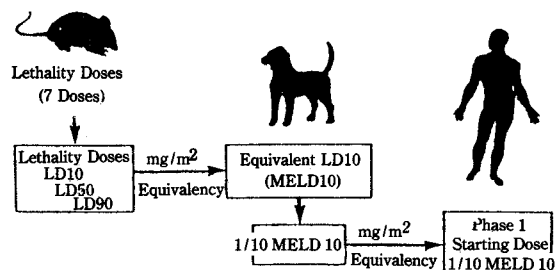 Lethality Doses
(7 Doses)
Lethality Doses
LD10
LD50
LD90
mg/m2
Equivalency
Equivalent LD10
(MELD10)
1/10 MELD 10
mg/m2
Equivalency
Phase 1
Starting Dose
1/10 MELD 10